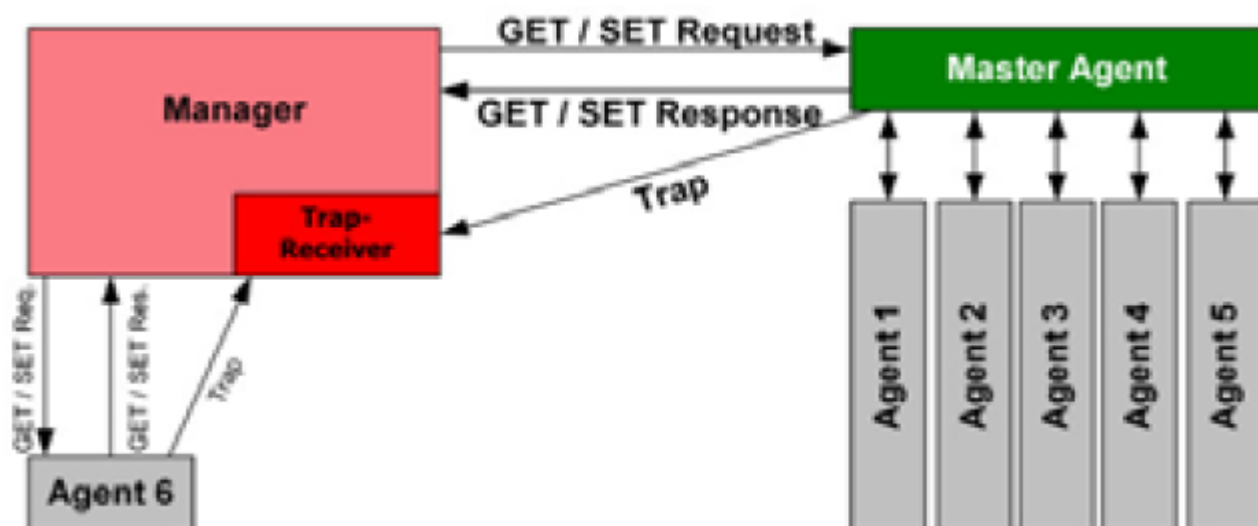 GET / SET Request
Master Agent
Manager
GET / SET Response
Trap
Trap-
Receiver
GET / SET Req.
GET / SET Res.
Trap
Agent 1
Agent 2
Agent 3
Agent 4
Agent 5
Agent 6